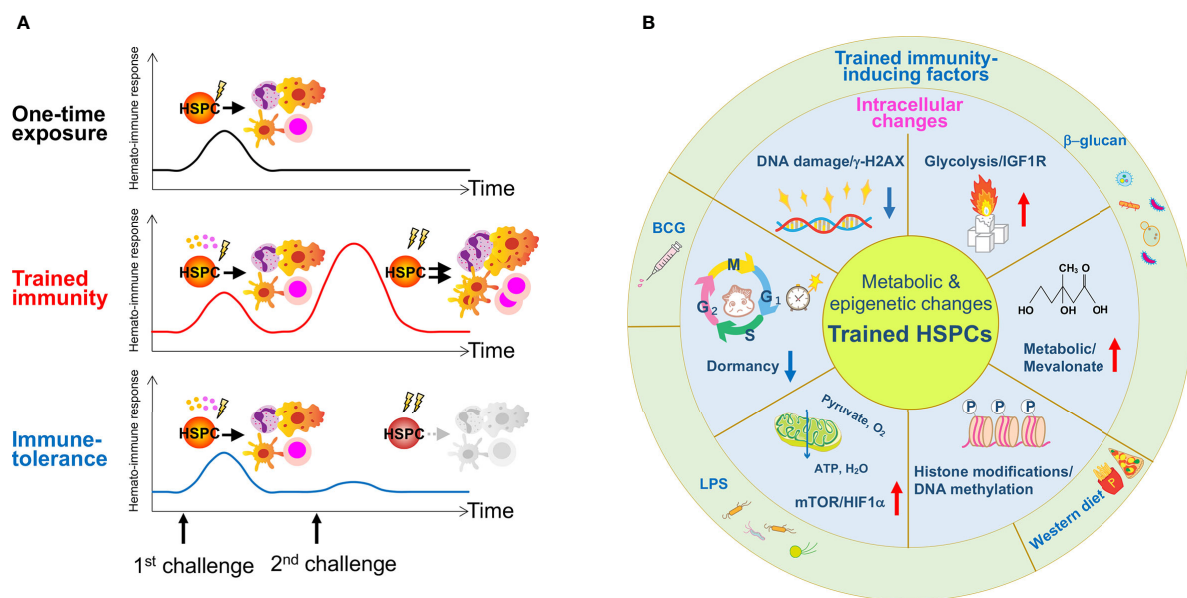 A
One-time
exposure
Hemato-immune response
HSPC
Time
Trained
immunity
Hemato-immune response
HSPC
HSPC
Time
Immune-
tolerance
Hemato-immune response
HSPC
HSPC
Time
1st challenge
2nd challenge
B
Trained immunity-
inducing factors
Intracellular
changes
DNA damage/γ-H2AX
Glycolysis/IGF1R
β-glucan
BCG
M
G1
S
G2
Dormancy
Metabolic &
epigenetic changes
Trained HSPCs
CH3 O
HO OH OH
Metabolic/
Mevalonate
Pyruvate, O2
ATP, H2O
mTOR/HIF1α
P P P
Histone modifications/
DNA methylation
LPS
Western diet
P